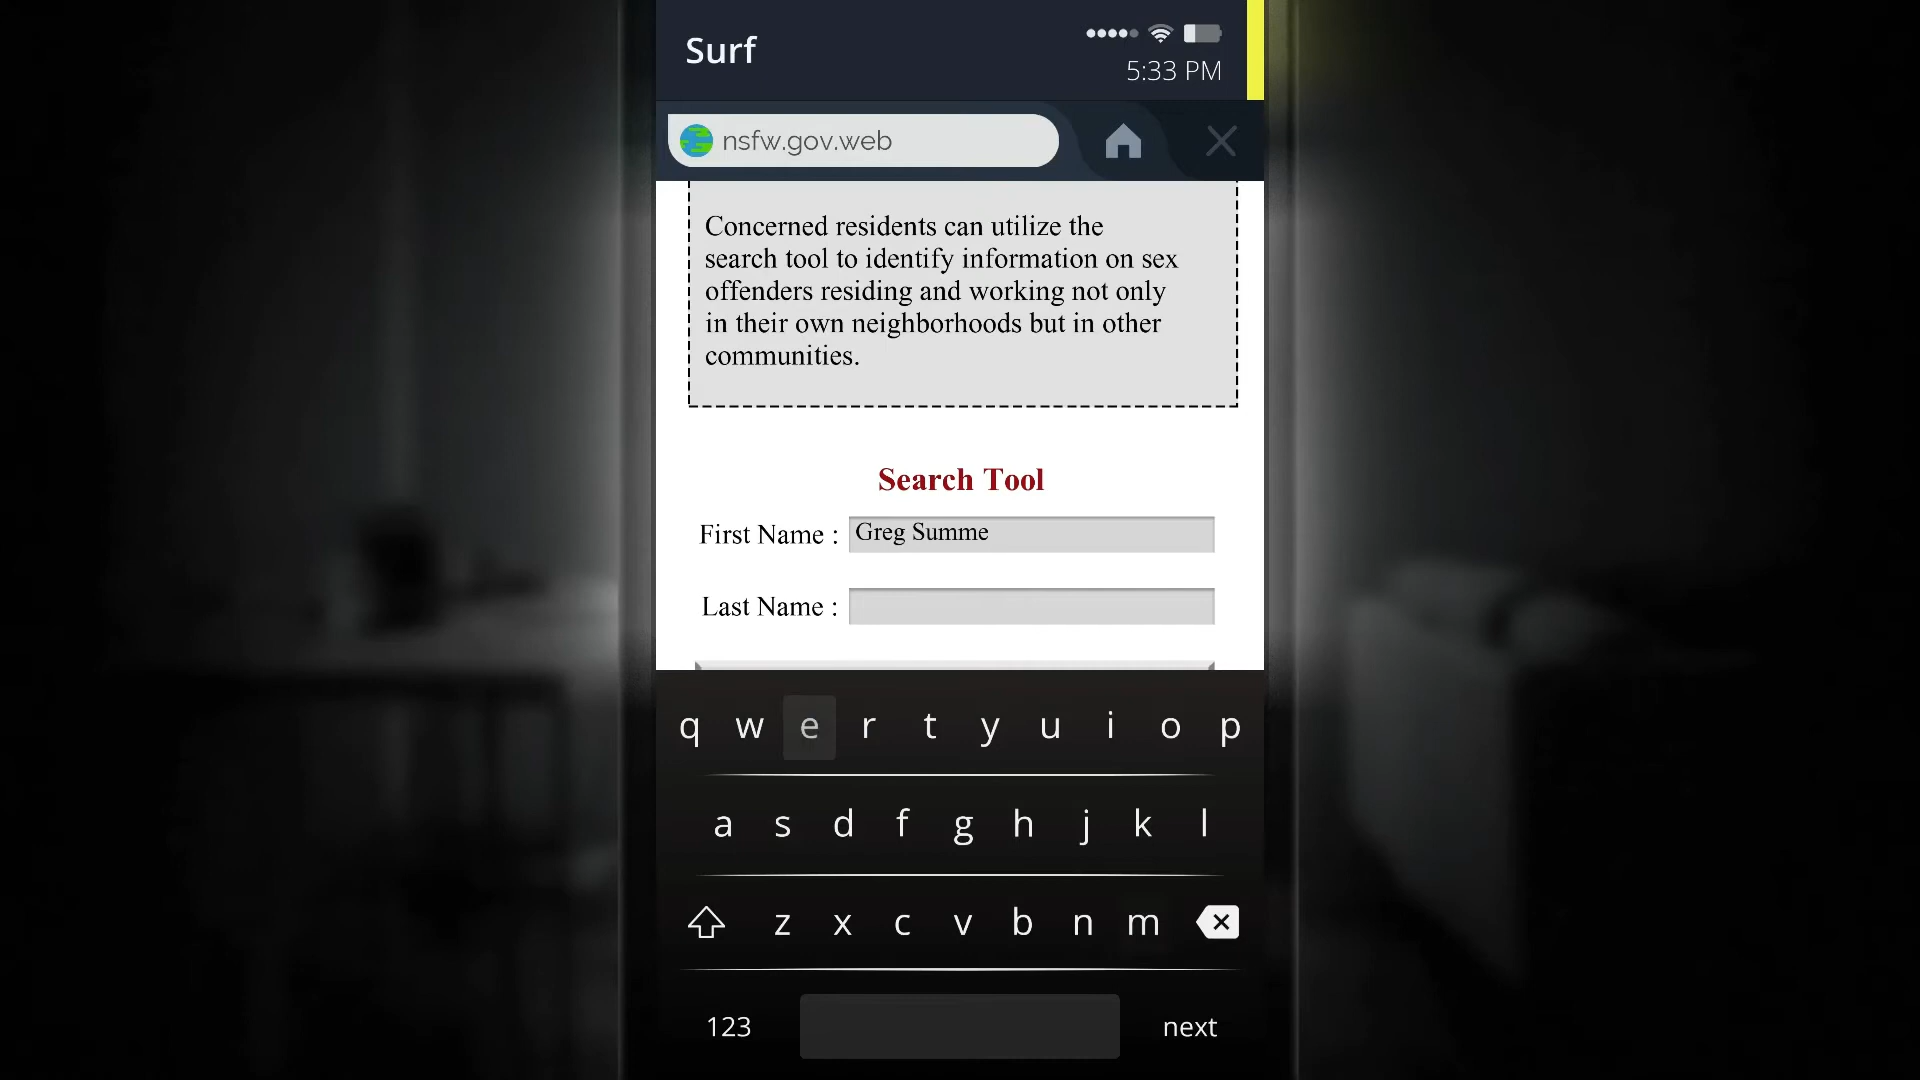 Surf
5:33 PM
nsfw.gov.web
Concerned residents can utilize the
search tool to identify information on sex
offenders residing and working not only
in their own neighborhoods but in other
communities.
Search Tool
First Name : Greg Summe
Last Name :
q w e r t y u i o p
a s d f g h j k l
z x c v b n m
123 next